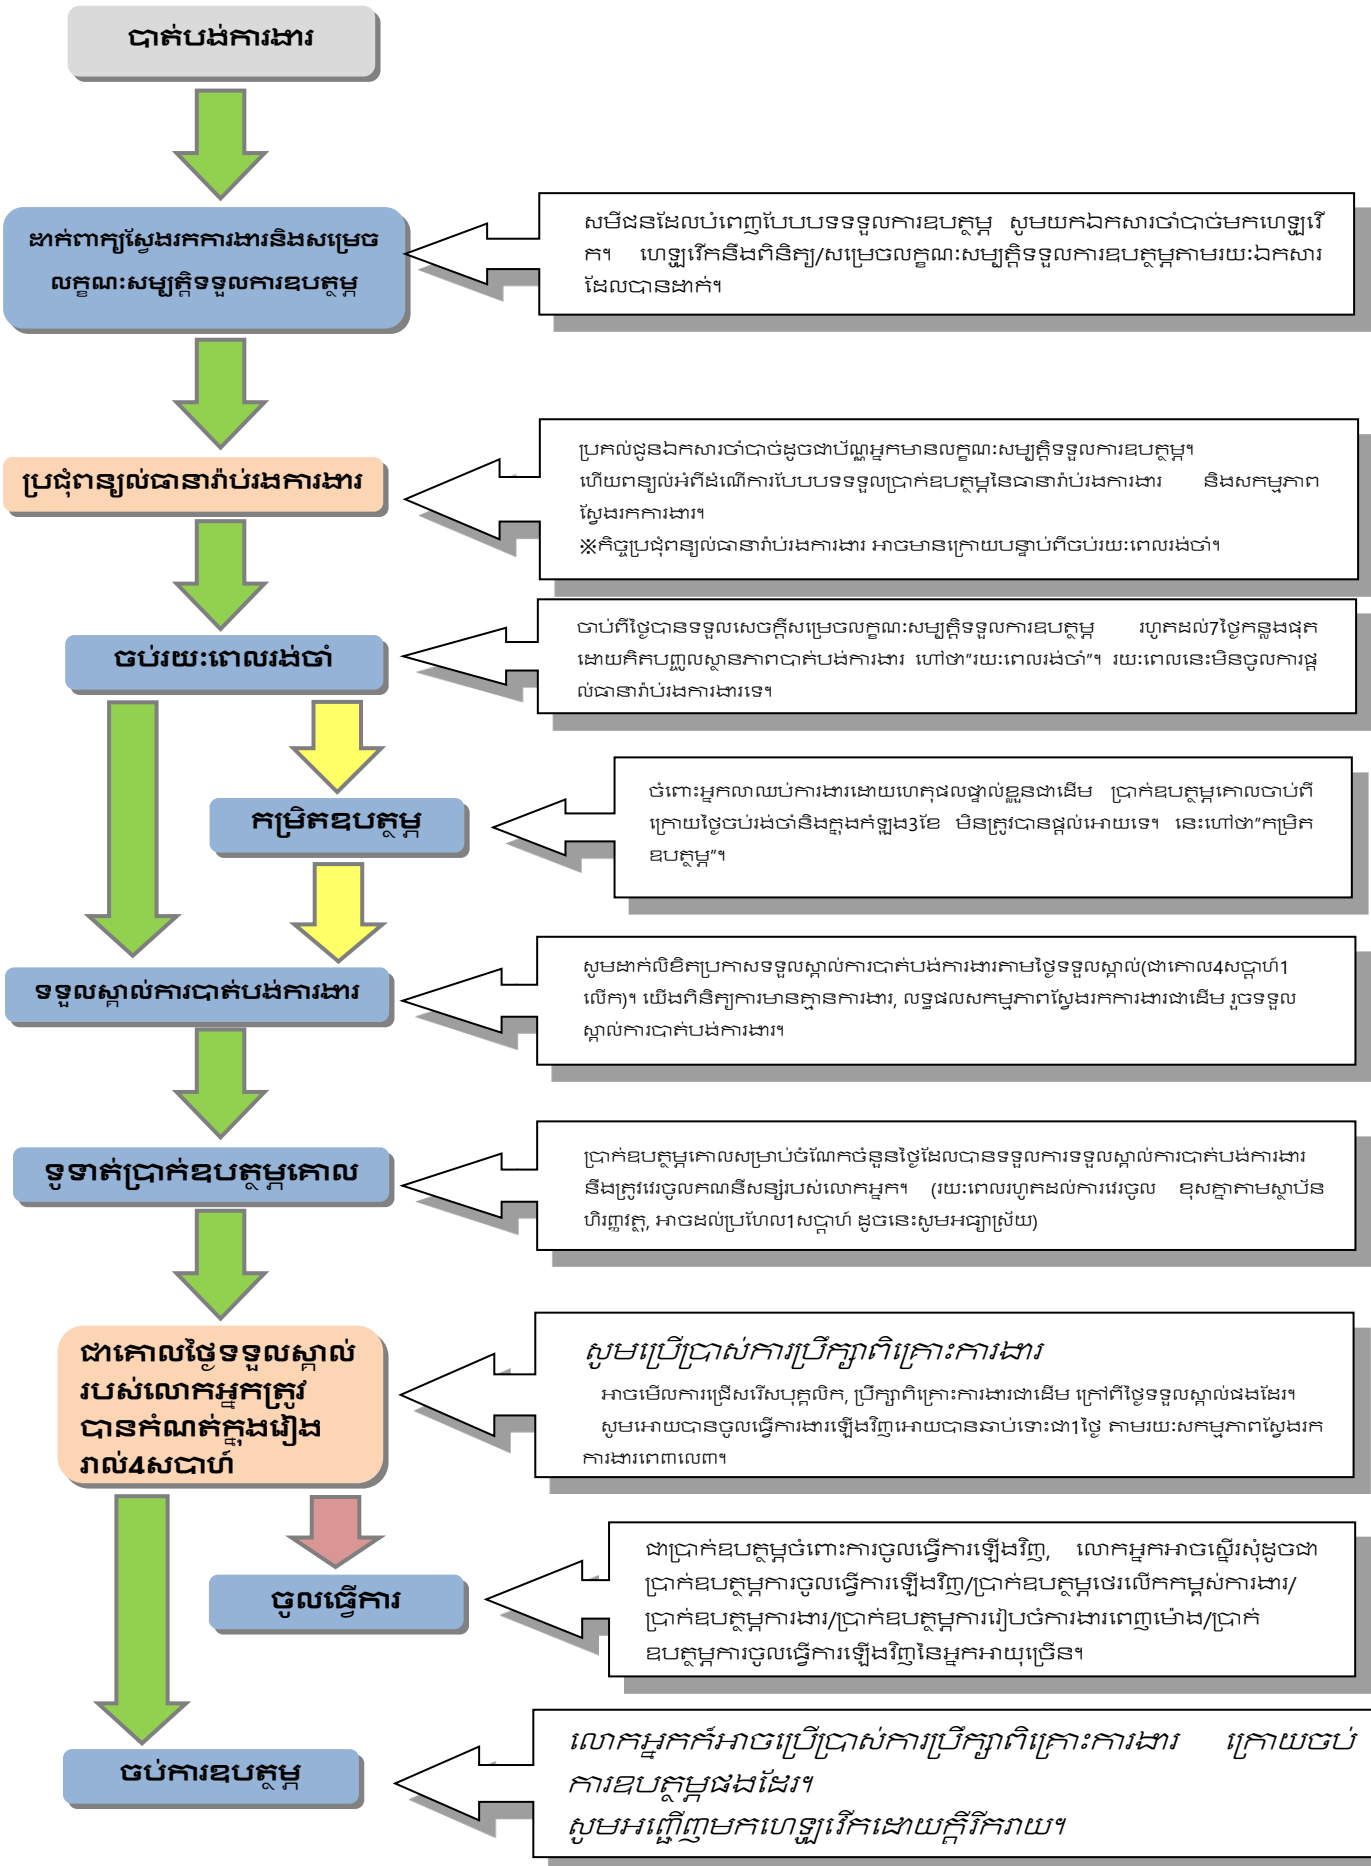 បាត់បង់ការងារ
ដាក់ពាក្យស្វែងរកការងារនិងសម្រេច
លក្ខណៈសម្បត្តិទទួលការឧបត្ថម្ភ
សមីជនដែលបំពេញបែបបទទទួលការឧបត្ថម្ភ សូមយកឯកសារចាំបាច់មកហេឡូវើ
ក។ ហេឡូវើកនឹងពិនិត្យ/សម្រេចលក្ខណៈសម្បត្តិទទួលការឧបត្ថម្ភតាមរយៈឯកសារ
ដែលបានដាក់។
ប្រជុំពន្យល់ធានារ៉ាប់រងការងារ
ប្រគល់ជូនឯកសារចាំបាច់ដូចជាប័ណ្ណអ្នកមានលក្ខណៈសម្បត្តិទទួលការឧបត្ថម្ភ។
ហើយពន្យល់អំពីដំណើការបែបបទទទួលប្រាក់ឧបត្ថម្ភនៃធានារ៉ាប់រងការងារ និងសកម្មភាព
ស្វែងរកការងារ។
※កិច្ចប្រជុំពន្យល់ធានារ៉ាប់រងការងារ អាចមានក្រោយបន្ទាប់ពីចប់រយៈពេលរង់ចាំ។
ចប់រយៈពេលរង់ចាំ
ចាប់ពីថ្ងៃបានទទួលសេចក្តីសម្រេចលក្ខណៈសម្បត្តិទទួលការឧបត្ថម្ភ រហូតដល់7ថ្ងៃកន្លងផុត
ដោយគិតបញ្ចូលស្ថានភាពបាត់បង់ការងារ ហៅថា"រយៈពេលរង់ចាំ"។ រយៈពេលនេះមិនចូលការផ្ត
ល់ធានារ៉ាប់រងការងារទេ។
កម្រិតឧបត្ថម្ភ
ចំពោះអ្នកលាឈប់ការងារដោយហេតុផលផ្ទាល់ខ្លួនជាដើម ប្រាក់ឧបត្ថម្ភគោលចាប់ពី
ក្រោយថ្ងៃចប់រង់ចាំនិងក្នុងកំឡុង3ខែ មិនត្រូវបានផ្តល់អោយទេ។ នេះហៅថា"កម្រិត
ឧបត្ថម្ភ"។
ទទួលស្គាល់ការបាត់បង់ការងារ
សូមដាក់លិខិតប្រកាសទទួលស្គាល់ការបាត់បង់ការងារតាមថ្ងៃទទួលស្គាល់(ជាគោល4សប្តាហ៍1
លើក)។ យើងពិនិត្យការមានគ្មានការងារ, លទ្ធផលសកម្មភាពស្វែងរកការងារជាដើម រួចទទួល
ស្គាល់ការបាត់បង់ការងារ។
ទូទាត់ប្រាក់ឧបត្ថម្ភគោល
ប្រាក់ឧបត្ថម្ភគោលសម្រាប់ចំណែកចំនួនថ្ងៃដែលបានទទួលការទទួលស្គាល់ការបាត់បង់ការងារ
នឹងត្រូវវេរចូលគណនីសន្សំរបស់លោកអ្នក។ (រយៈពេលរហូតដល់ការវេរចូល ខុសគ្នាតាមស្ថាប័ន
ហិរញ្ញវត្ថុ, អាចដល់ប្រហែល1សប្តាហ៍ ដូចនេះសូមអធ្យាស្រ័យ)
ជាគោលថ្ងៃទទួលស្គាល់
របស់លោកអ្នកត្រូវ
បានកំណត់ក្នុងរៀង
រាល់4សបាហ៍
សូមប្រើប្រាស់ការប្រឹក្សាពិគ្រោះការងារ
អាចមើលការជ្រើសរើសបុគ្គលិក, ប្រឹក្សាពិគ្រោះការងារជាដើម ក្រៅពីថ្ងៃទទួលស្គាល់ផងដែរ។
សូមអោយបានចូលធ្វើការងារឡើងវិញអោយបានឆាប់ទោះជា1ថ្ងៃ តាមរយៈសកម្មភាពស្វែងរក
ការងារពេញលេញ។
ចូលធ្វើការ
ជាប្រាក់ឧបត្ថម្ភចំពោះការចូលធ្វើការឡើងវិញ, លោកអ្នកអាចស្នើរសុំដូចជា
ប្រាក់ឧបត្ថម្ភការចូលធ្វើការឡើងវិញ/ប្រាក់ឧបត្ថម្ភថេរលើកកម្ពស់ការងារ/
ប្រាក់ឧបត្ថម្ភការងារ/ប្រាក់ឧបត្ថម្ភការរៀបចំការងារពេញម៉ោង/ប្រាក់
ឧបត្ថម្ភការចូលធ្វើការឡើងវិញនៃអ្នកអាយុច្រើន។
ចប់ការឧបត្ថម្ភ
លោកអ្នកក៏អាចប្រើប្រាស់ការប្រឹក្សាពិគ្រោះការងារ ក្រោយចប់
ការឧបត្ថម្ភផងដែរ។
សូមអញ្ជើញមកហេឡូវើកដោយក្តីរីករាយ។